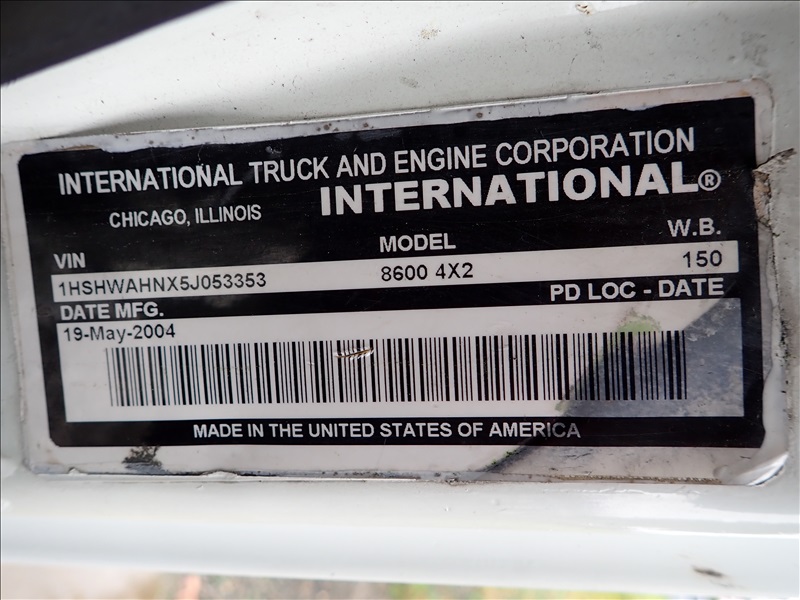 INTERNATIONAL TRUCK AND ENGINE CORPORATION
CHICAGO, ILLINOIS INTERNATIONAL®
VIN MODEL W.B.
1HSHWAHNX5J053353 8600 4X2 150
DATE MFG. PD LOC - DATE
19-May-2004
MADE IN THE UNITED STATES OF AMERICA